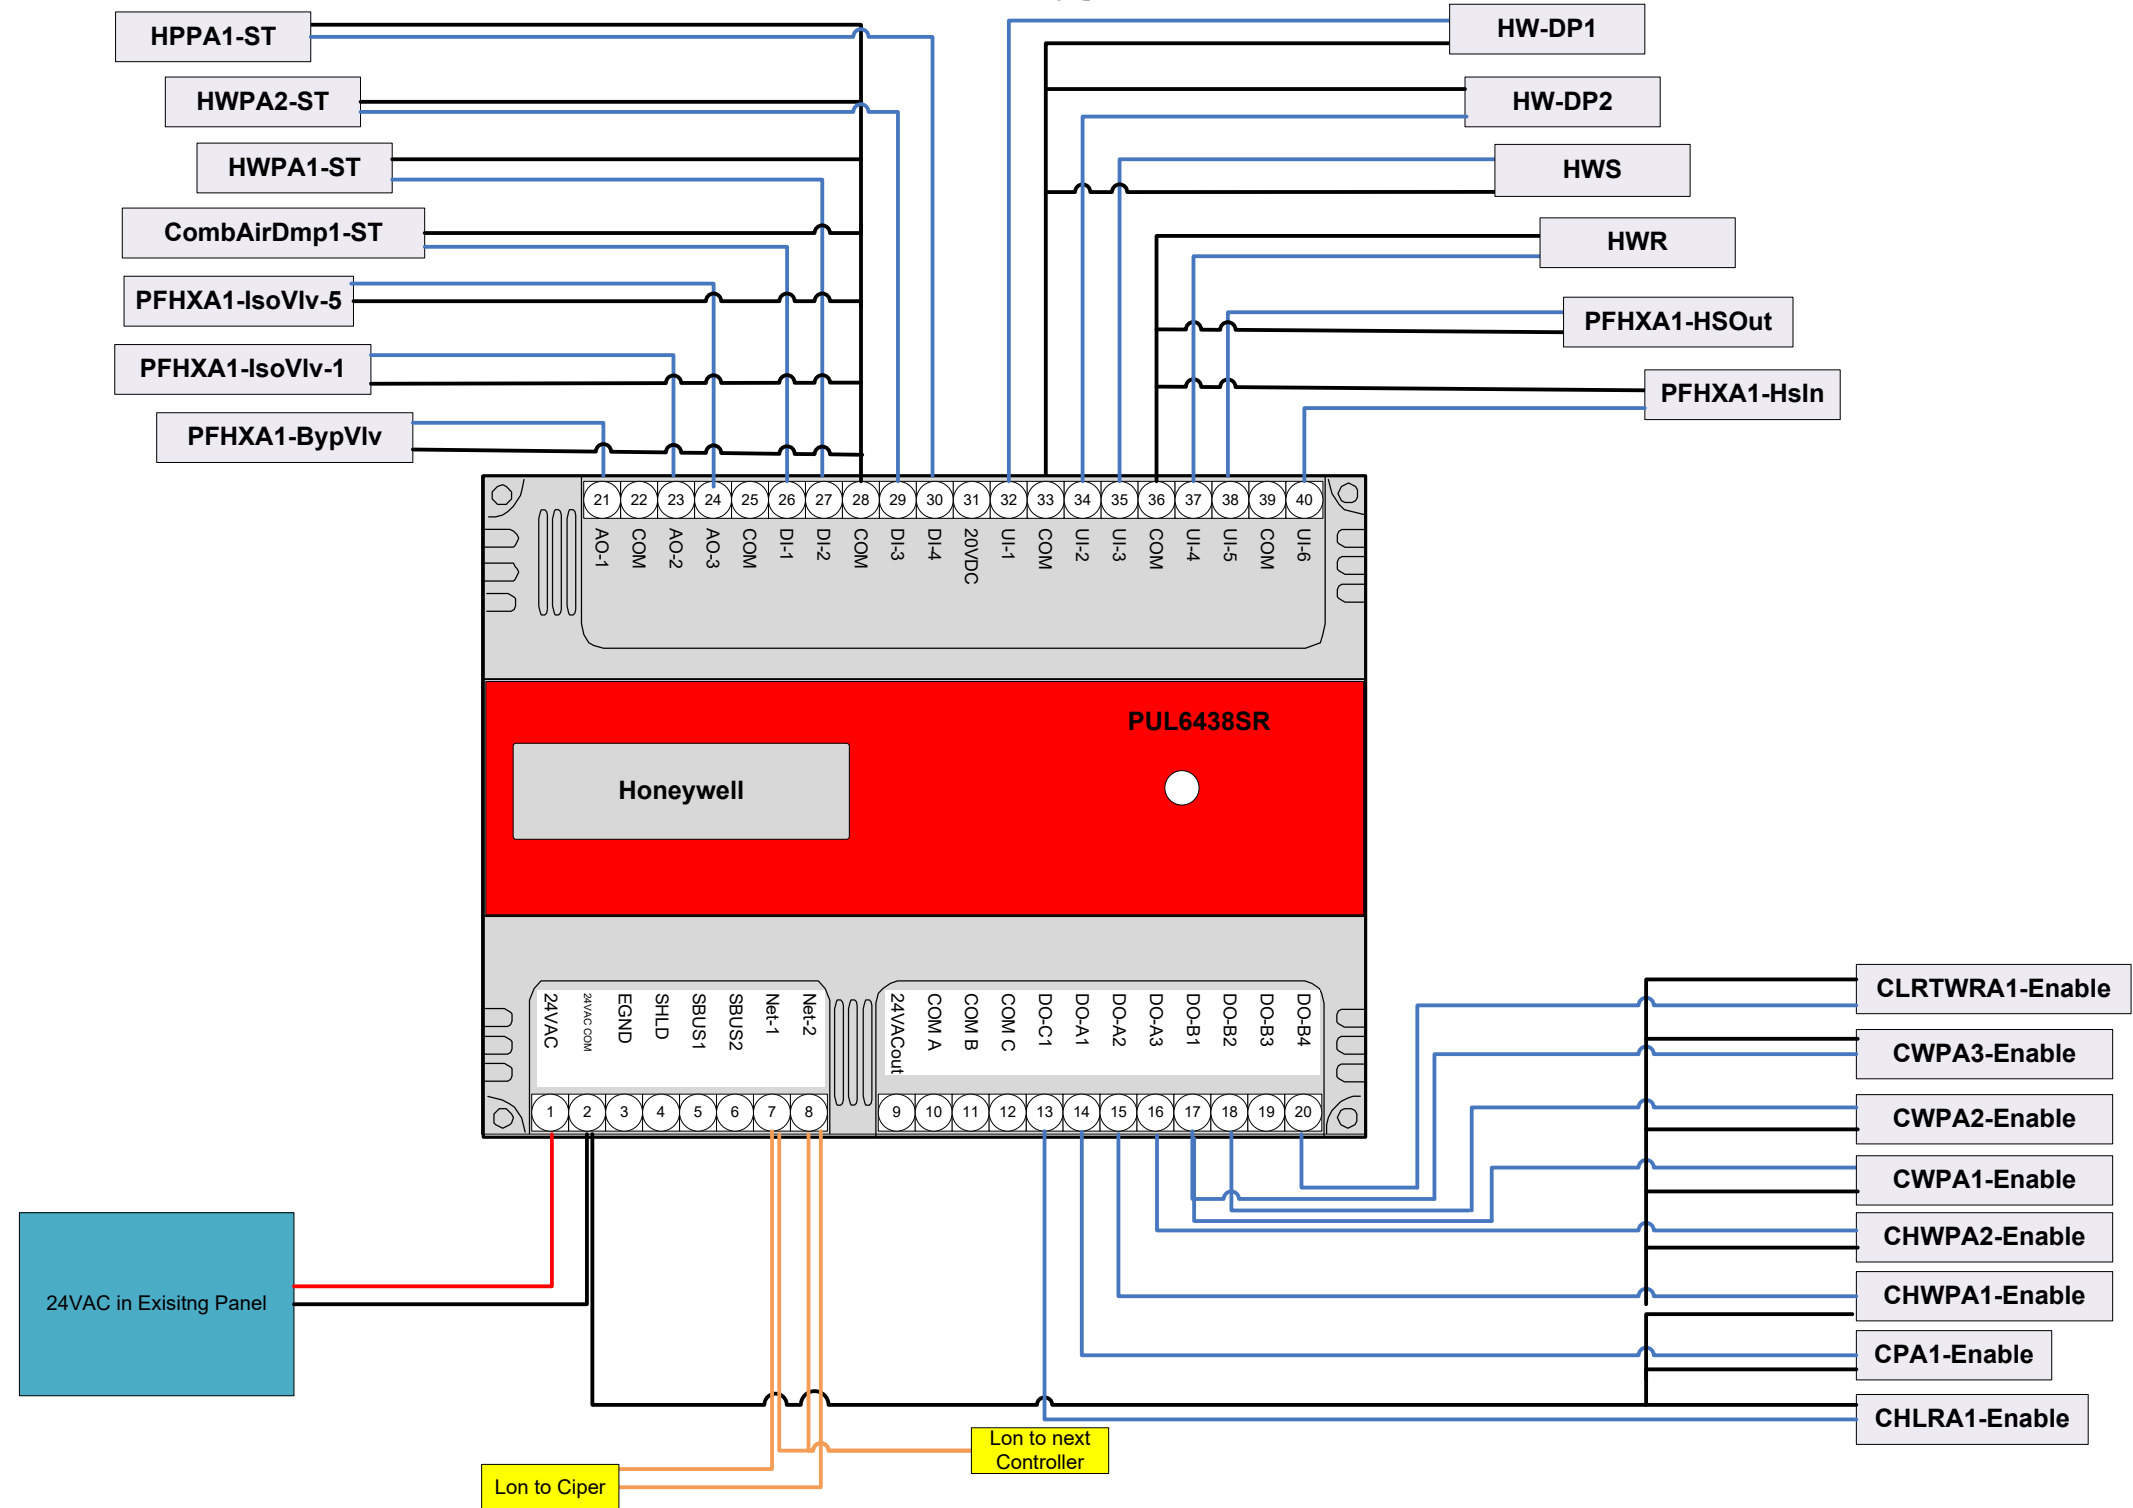 HPPA1-ST
HWPA2-ST
HWPA1-ST
CombAirDmp1-ST
PFHXA1-IsoVlv-5
PFHXA1-IsoVlv-1
PFHXA1-BypVlv
HW-DP1
HW-DP2
HWS
HWR
PFHXA1-HSOut
PFHXA1-HsIn
21 22 23 24 25 26 27 28 29 30 31 32 33 34 35 36 37 38 39 40
AO-1 COM AO-2 AO-3 COM DI-1 DI-2 COM DI-3 DI-4 20VDC UI-1 COM UI-2 UI-3 COM UI-4 UI-5 COM UI-6
PUL6438SR
Honeywell
24VAC 24VAC COM EGND SHLD SBUS1 SBUS2 Net-1 Net-2 24VACout COM A COM B COM C DO-C1 DO-A1 DO-A2 DO-A3 DO-B1 DO-B2 DO-B3 DO-B4
1 2 3 4 5 6 7 8 9 10 11 12 13 14 15 16 17 18 19 20
CLRTWRA1-Enable
CWPA3-Enable
CWPA2-Enable
CWPA1-Enable
CHWPA2-Enable
CHWPA1-Enable
CPA1-Enable
CHLRA1-Enable
24VAC in Exisitng Panel
Lon to next
Controller
Lon to Ciper